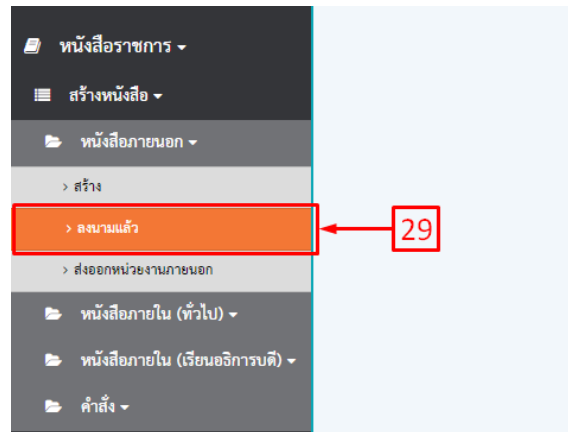 หนังสือราชการ
สร้างหนังสือ
หนังสือภายนอก
> สร้าง
> ลงนามแล้ว
29
> ส่งออกหน่วยงานภายนอก
หนังสือภายใน (ทั่วไป)
หนังสือภายใน (เรียนอธิการบดี)
คำสั่ง